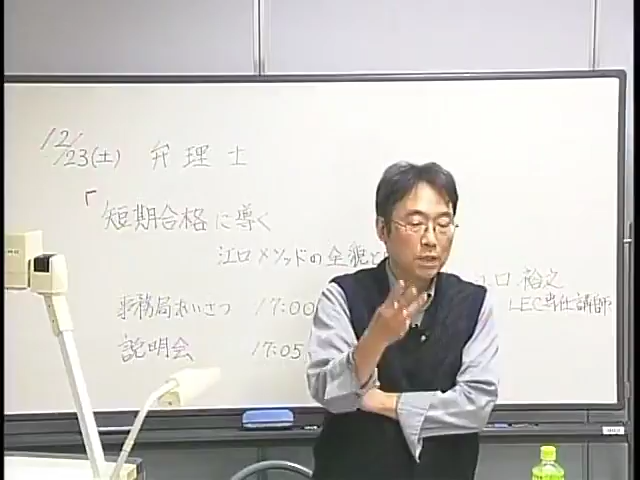 12/23(土) 弁理士
「短期合格に導く
江口メソッドの全貌と
口 裕之
LEC専任講師
事務局あいさつ 17:00
説明会 17:05